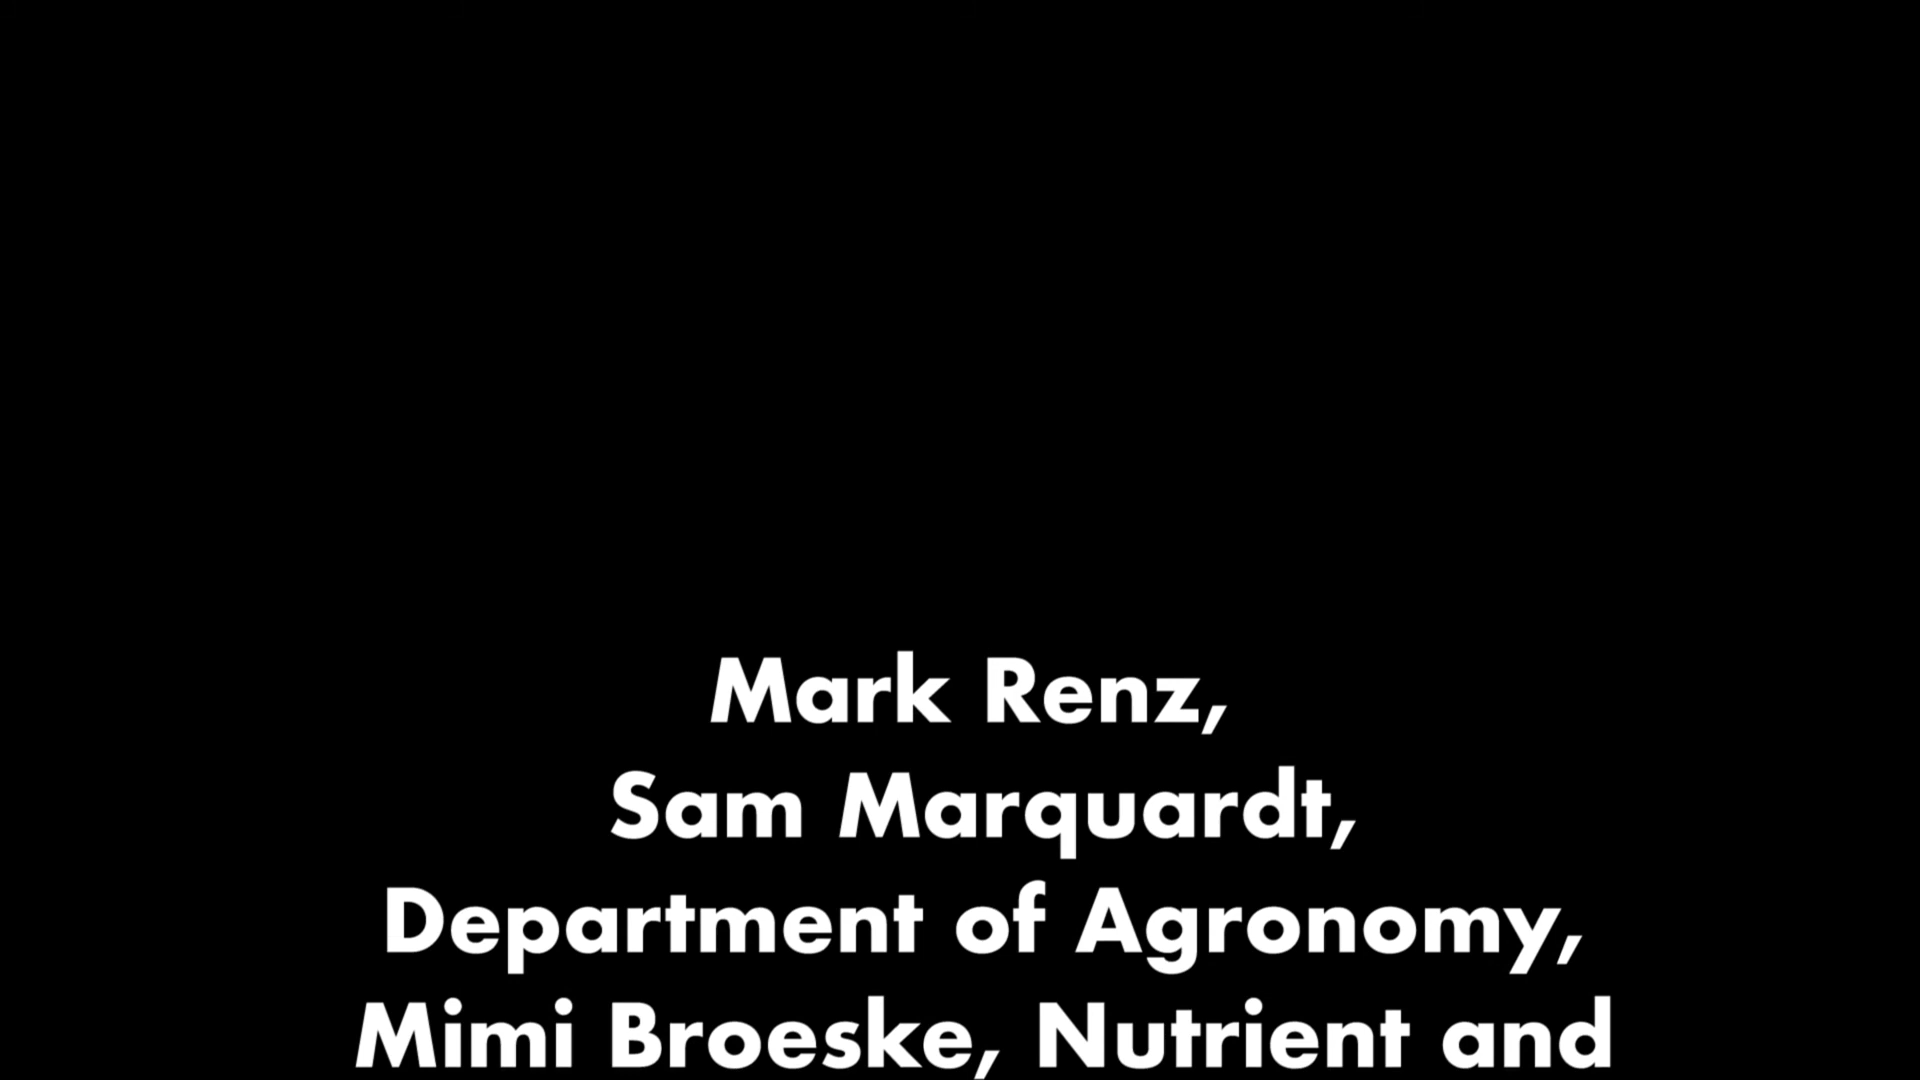 Mark Renz,
Sam Marquardt,
Department of Agronomy,
Mimi Broeske, Nutrient and